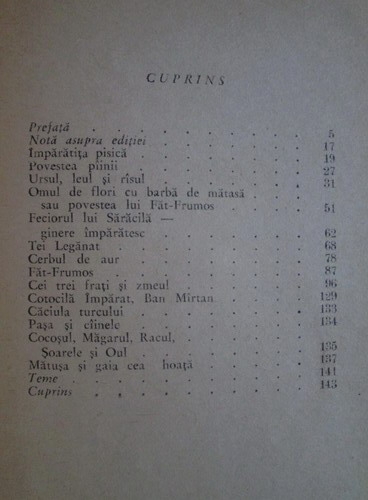 CUPRINS
Prefață . . . . . . . . . 5
Notă asupra ediției . . . . . . . 17
Împărătița pisică . . . . . . . 19
Povestea pîinii . . . . . . . 27
Ursul, leul și rîsul . . . . . . . 31
Omul de flori cu barbă de mătasă . .
sau povestea lui Făt-Frumos . . . . 51
Feciorul lui Sărăcilă —
ginere împărătesc . . . . . . 62
Tei Legănat . . . . . . . . 68
Cerbul de aur . . . . . . . 78
Făt-Frumos . . . . . . . . 87
Cei trei frați și zmeul . . . . . . 96
Cotocilă Împărat, Ban Mîrtan . . . . 129
Căciula turcului . . . . . . . 133
Pașa și cîinele . . . . . . . 134
Cocoșul, Măgarul, Racul,
Șoarele și Oul . . . . . . . 135
Mătușa și gaia cea hoață . . . . . 137
Teme . . . . . . . . . 141
Cuprins . . . . . . . . 143